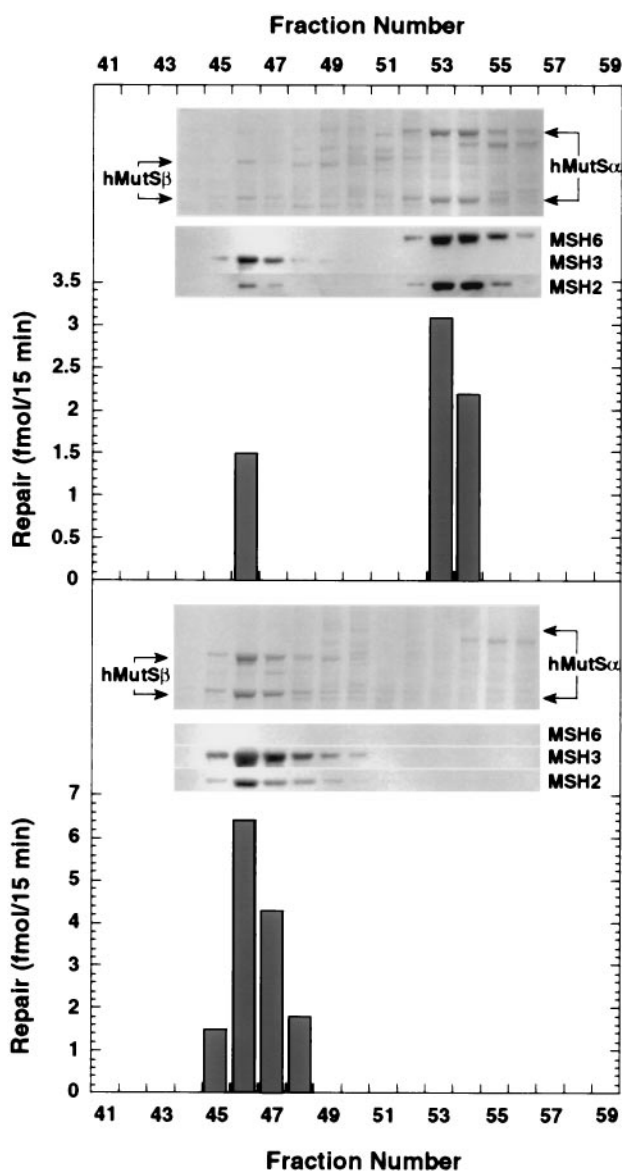 Fraction Number
41 43 45 47 49 51 53 55 57 59
hMutSβ
hMutSα
MSH6
MSH3
MSH2
3.5
3
2.5
2
1.5
1
0.5
0
Repair (fmol/15 min)
hMutSβ
hMutSα
MSH6
MSH3
MSH2
7
6
5
4
3
2
1
0
Repair (fmol/15 min)
41 43 45 47 49 51 53 55 57 59
Fraction Number